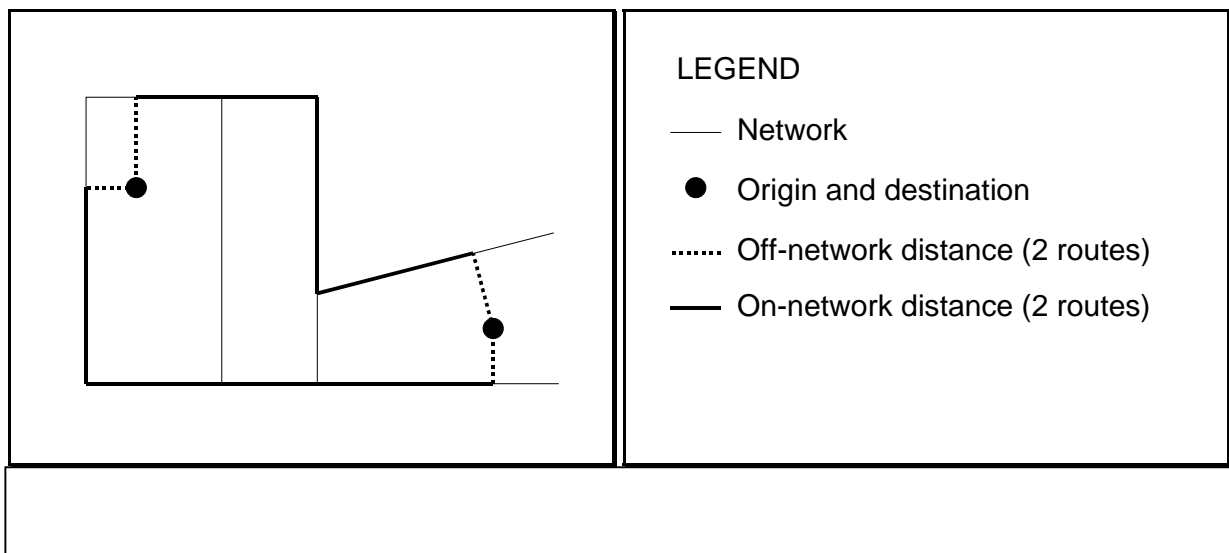 LEGEND
Network
Origin and destination
Off-network distance (2 routes)
On-network distance (2 routes)